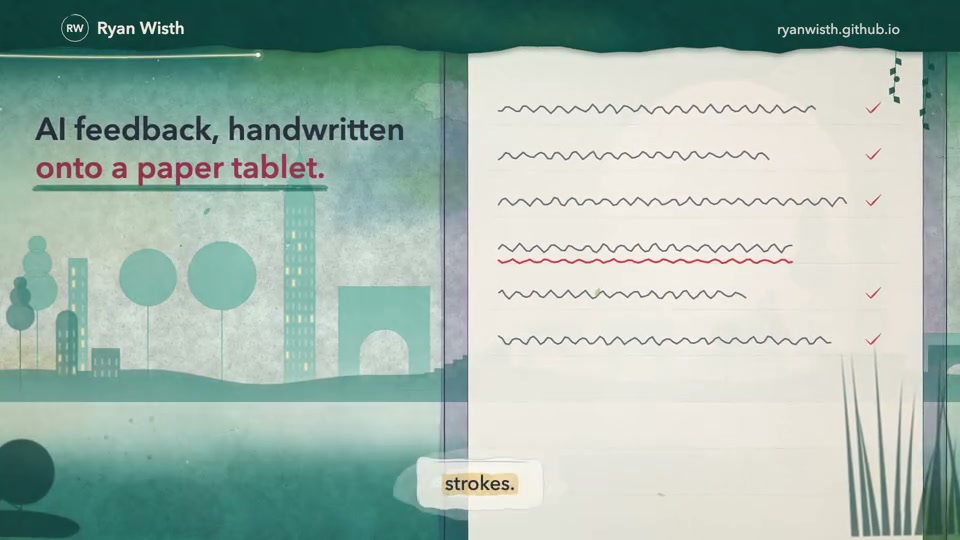 RW Ryan Wisth
ryanwisth.github.io
AI feedback, handwritten
onto a paper tablet.
strokes.